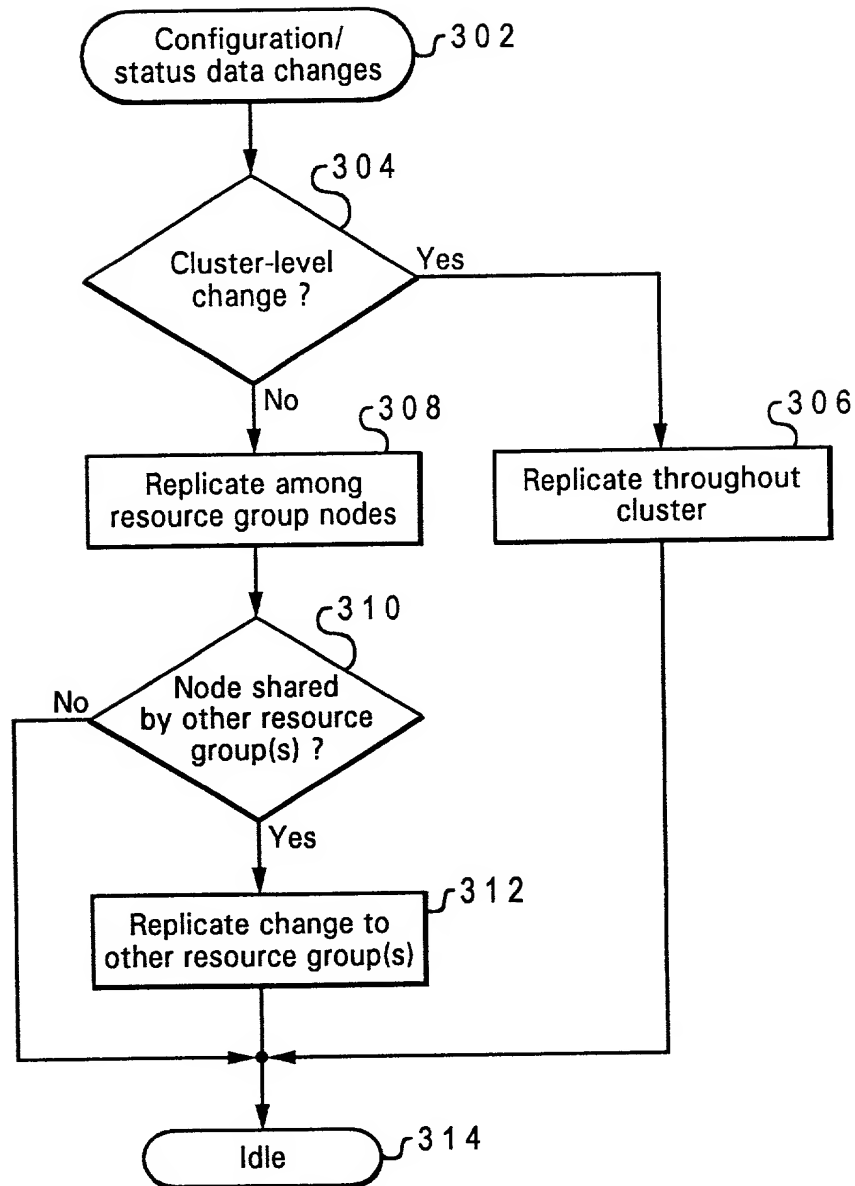 Configuration/
status data changes
302
304
Cluster-level
change ?
Yes
No
308
306
Replicate among
resource group nodes
Replicate throughout
cluster
310
No
Node shared
by other resource
group(s) ?
Yes
312
Replicate change to
other resource group(s)
Idle
314